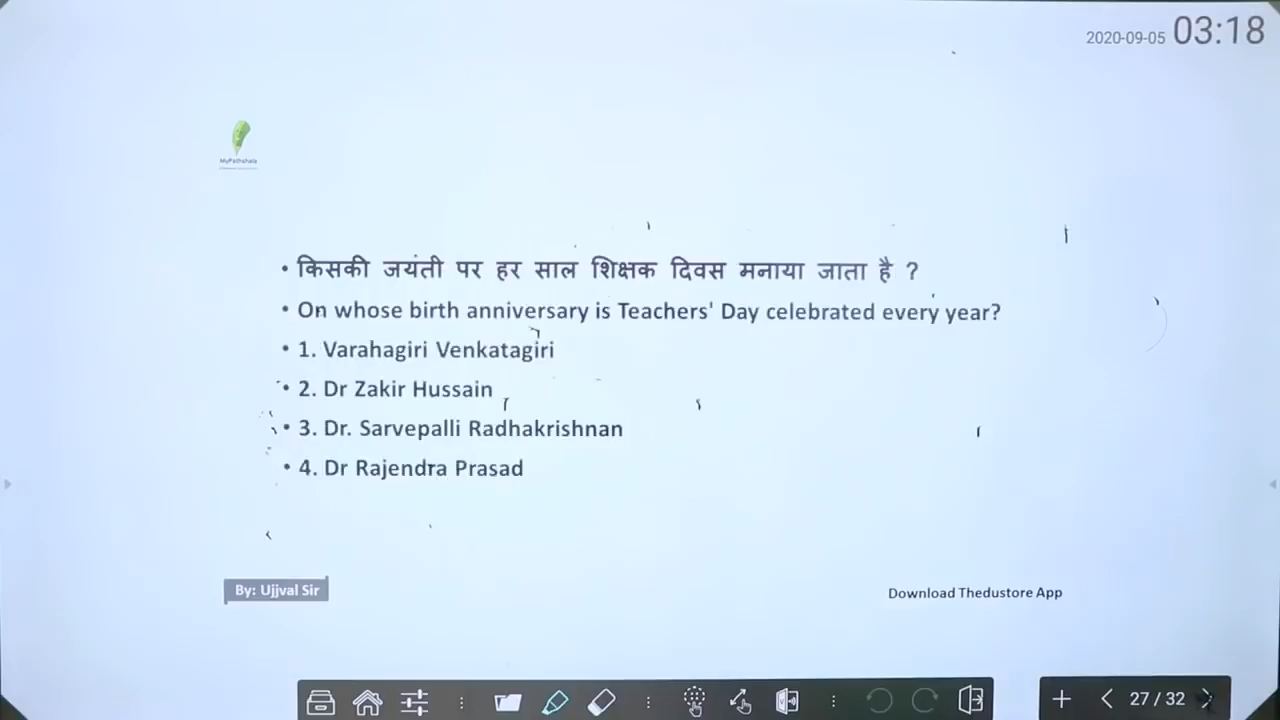 2020-09-05 03:18
MyPathshala
• किसकी जयंती पर हर साल शिक्षक दिवस मनाया जाता है ?
• On whose birth anniversary is Teachers' Day celebrated every year?
• 1. Varahagiri Venkatagiri
• 2. Dr Zakir Hussain
• 3. Dr. Sarvepalli Radhakrishnan
• 4. Dr Rajendra Prasad
By: Ujjval Sir
Download Thedustore App
27 / 32